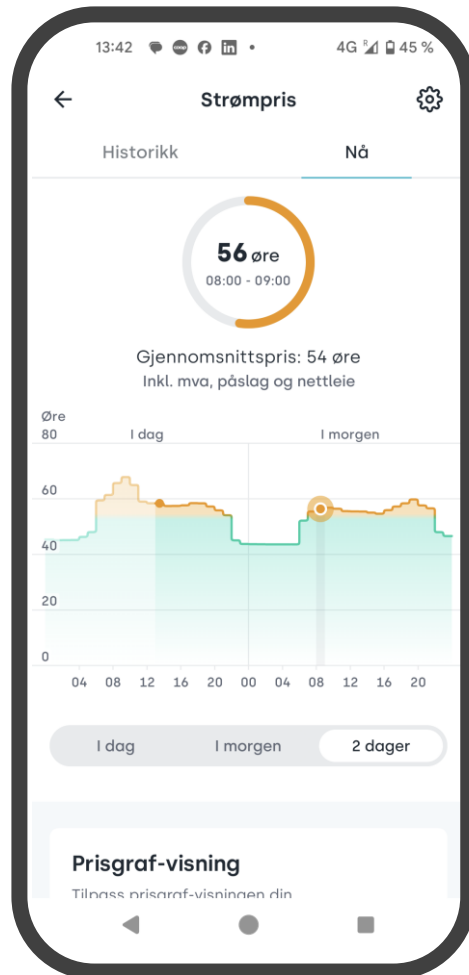 13:42
4G R 45 %
Strømpris
Historikk
Nå
56 øre
08:00 - 09:00
Gjennomsnittspris: 54 øre
Inkl. mva, påslag og nettleie
Øre
80 I dag I morgen
60
40
20
0
04 08 12 16 20 00 04 08 12 16 20
I dag I morgen 2 dager
Prisgraf-visning
Tilpass prisgraf-visningen din